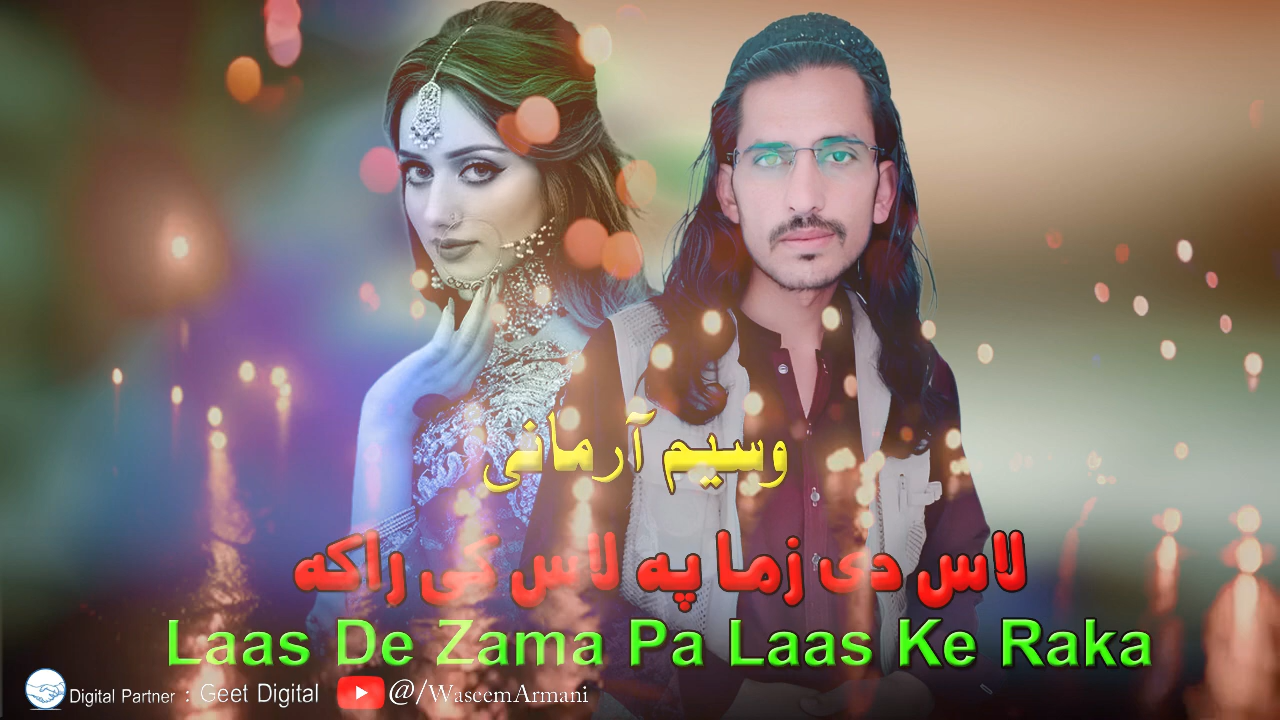 وسیم آرمانی
لاس دی زما په لاس کی راکه
Laas De Zama Pa Laas Ke Raka
Digital Partner : Geet Digital @/WaseemArmani